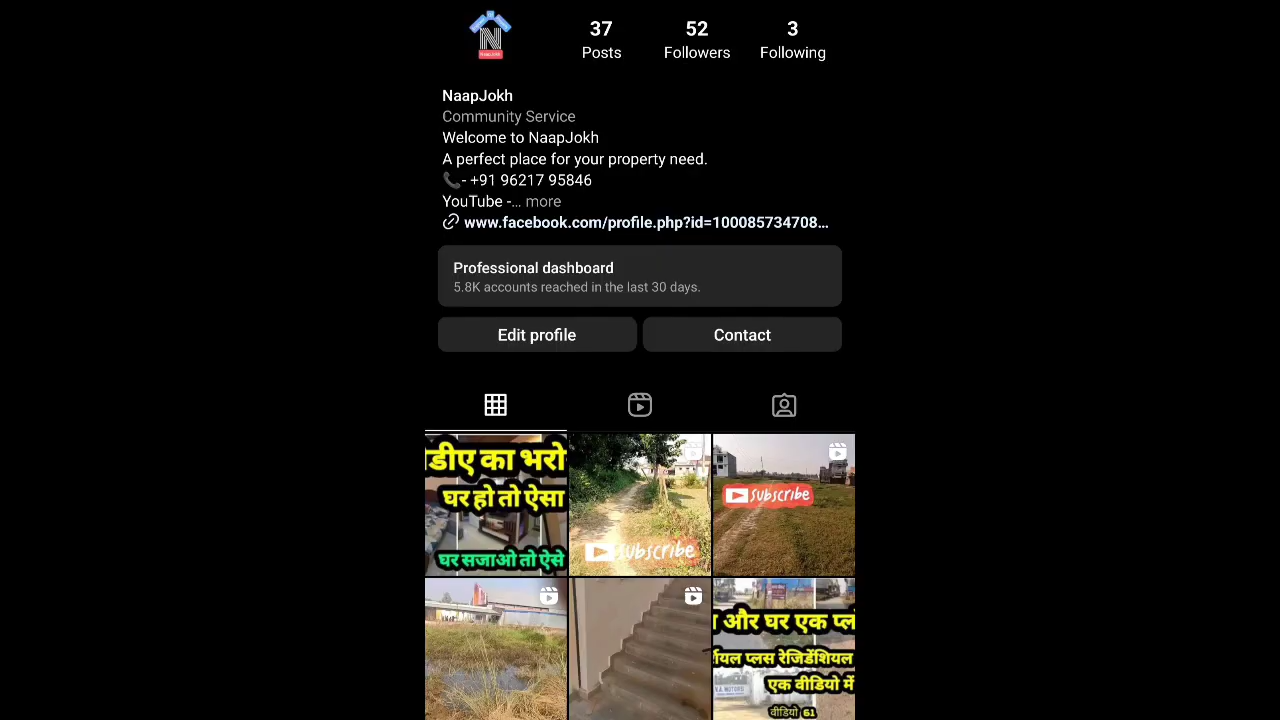 37
52
3
Posts
Followers
Following
N
NaapJokh
Community Service
Welcome to NaapJokh
A perfect place for your property need.
- +91 96217 95846
YouTube -... more
www.facebook.com/profile.php?id=100085734708...
Professional dashboard
5.8K accounts reached in the last 30 days.
Edit profile
Contact
डीए का भरो
घर हो तो ऐसा
घर सजाओ तो ऐसे
Subscribe
Subscribe
और घर एक प्ल
र्शयल प्लस रेजिडेंशियल
एक वीडियो में
N.A. MOTORS
वीडियो 61